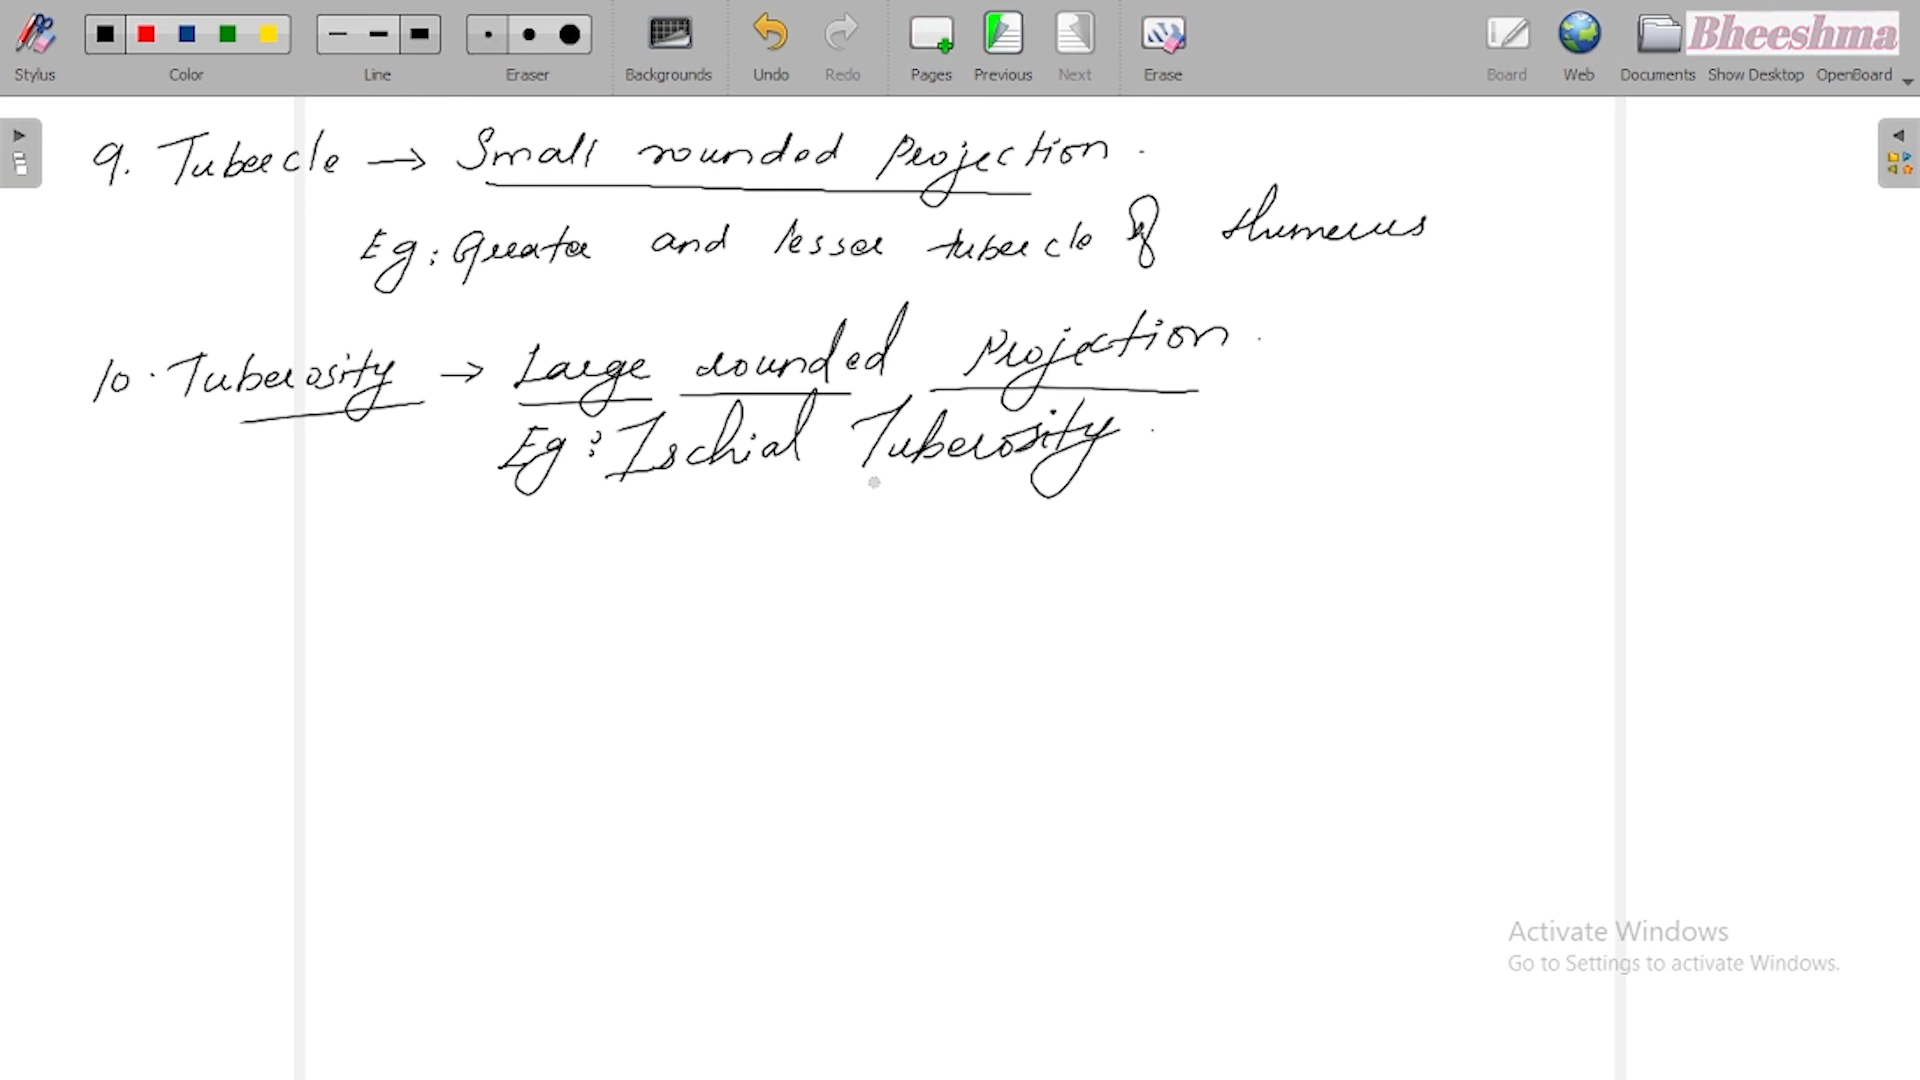 Stylus Color Line Eraser Backgrounds Undo Redo Pages Previous Next Erase Board Web Documents Show Desktop OpenBoard
Bheeshma
9. Tubercle → Small rounded Projection.
Eg: Greater and lesser tubercle of Humerus
10. Tuberosity → Large rounded Projection.
Eg: Ischial Tuberosity.
Activate Windows
Go to Settings to activate Windows.